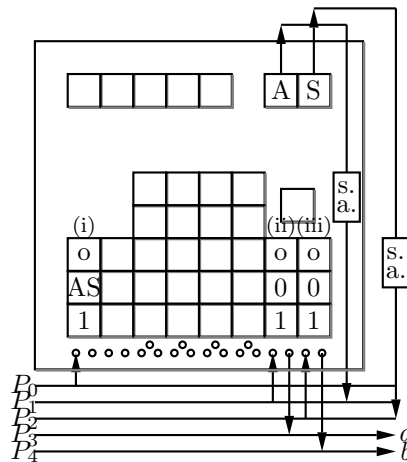 A S
s.
a.
(i) (ii) (iii)
o o o
s.
a.
AS 0 0
1 1 1
P0
P1
P2
P3 a
P4 b